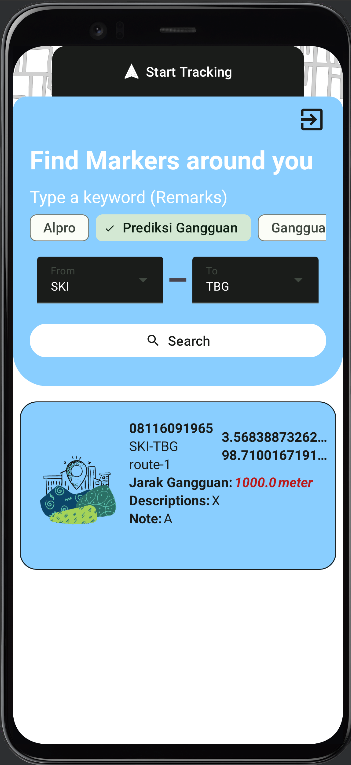 Start Tracking
Find Markers around you
Type a keyword (Remarks)
Alpro
Prediksi Gangguan
Ganggua
From
SKI
To
TBG
Search
08116091965
SKI-TBG
route-1
3.56838873262...
98.7100167191...
Jarak Gangguan: 1000.0 meter
Descriptions: X
Note: A